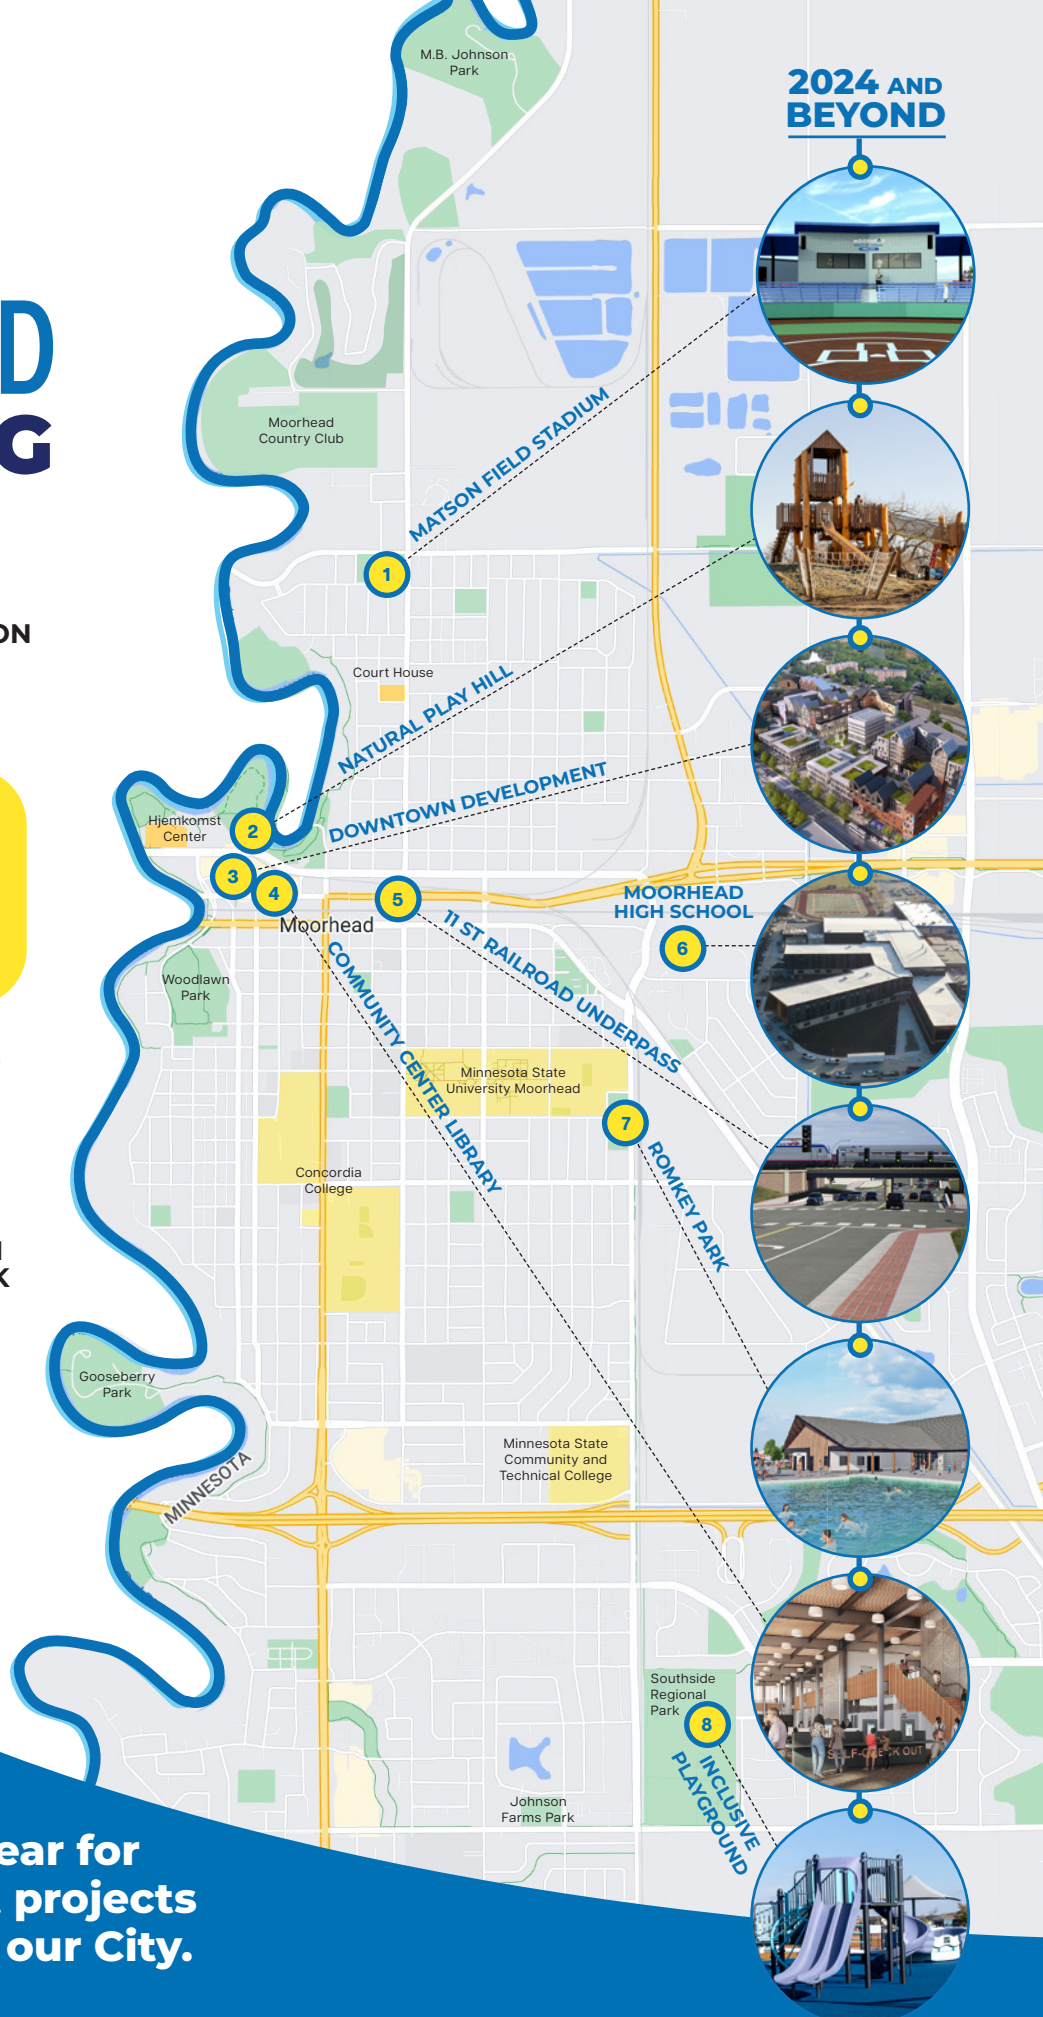 M.B. Johnson
Park
2024 AND
BEYOND
D
G
Moorhead
Country Club
MATSON FIELD STADIUM
1
ON
Court House
NATURAL PLAY HILL
DOWNTOWN DEVELOPMENT
Hjemkomst
Center
2
3
4
5
MOORHEAD
HIGH SCHOOL
6
Moorhead
11 ST RAILROAD UNDERPASS
COMMUNITY CENTER LIBRARY
Woodlawn
Park
Minnesota State
University Moorhead
7
ROMKEY PARK
Concordia
College
K
Gooseberry
Park
MINNESOTA
Minnesota State
Community and
Technical College
Southside
Regional
Park
8
INCLUSIVE
PLAYGROUND
SELF-CHECK OUT
Johnson
Farms Park
ear for
projects
our City.